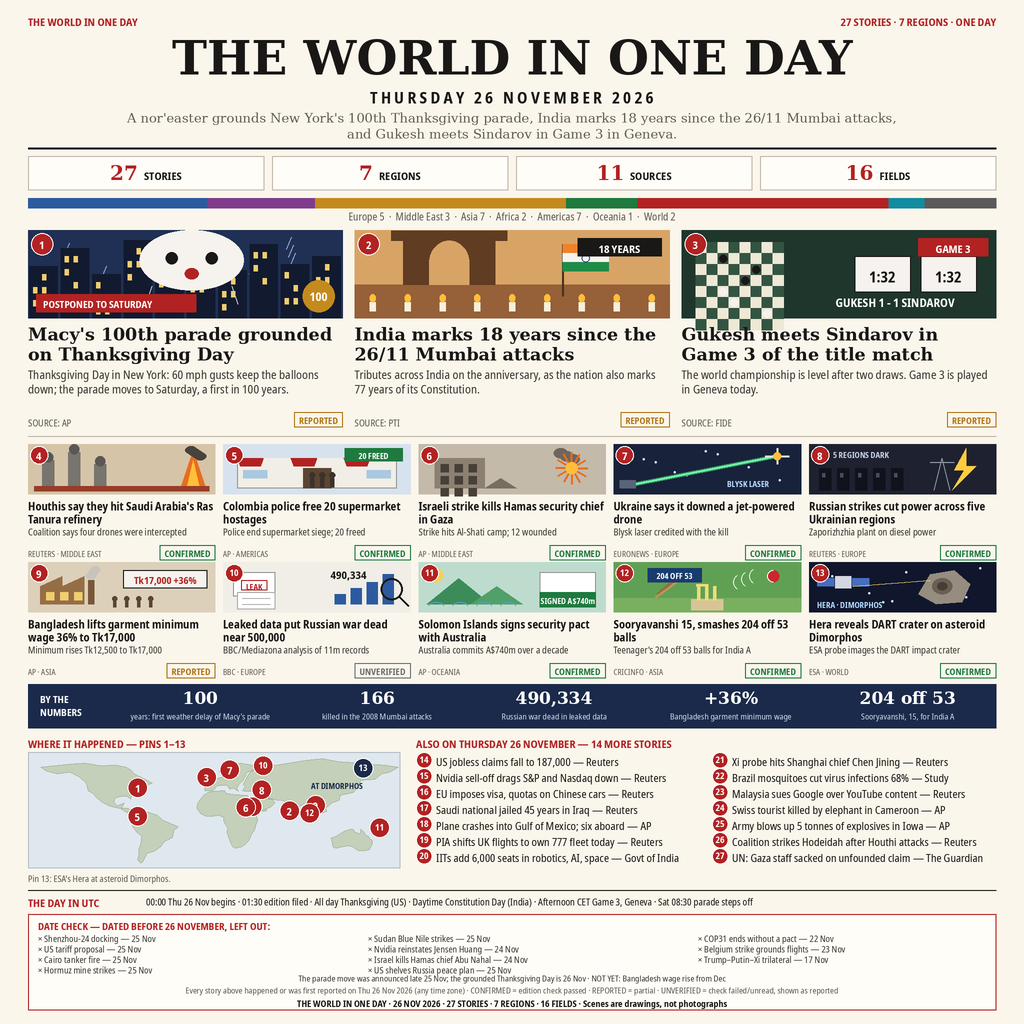 THE WORLD IN ONE DAY
27 STORIES · 7 REGIONS · ONE DAY
THE WORLD IN ONE DAY
THURSDAY 26 NOVEMBER 2026
A nor'easter grounds New York's 100th Thanksgiving parade, India marks 18 years since the 26/11 Mumbai attacks,
and Gukesh meets Sindarov in Game 3 in Geneva.
27 STORIES
7 REGIONS
11 SOURCES
16 FIELDS
Europe 5 · Middle East 3 · Asia 7 · Africa 2 · Americas 7 · Oceania 1 · World 2
1
POSTPONED TO SATURDAY
100
Macy's 100th parade grounded
on Thanksgiving Day
Thanksgiving Day in New York: 60 mph gusts keep the balloons
down; the parade moves to Saturday, a first in 100 years.
SOURCE: AP
REPORTED
2
18 YEARS
India marks 18 years since the
26/11 Mumbai attacks
Tributes across India on the anniversary, as the nation also marks
77 years of its Constitution.
SOURCE: PTI
REPORTED
3
GAME 3
1:32
1:32
GUKESH 1 - 1 SINDAROV
Gukesh meets Sindarov in
Game 3 of the title match
The world championship is level after two draws. Game 3 is played
in Geneva today.
SOURCE: FIDE
REPORTED
4
Houthis say they hit Saudi Arabia's Ras
Tanura refinery
Coalition says four drones were intercepted
REUTERS · MIDDLE EAST
CONFIRMED
5
20 FREED
Colombia police free 20 supermarket
hostages
Police end supermarket siege; 20 freed
AP · AMERICAS
CONFIRMED
6
Israeli strike kills Hamas security chief
in Gaza
Strike hits Al-Shati camp; 12 wounded
AP · MIDDLE EAST
CONFIRMED
7
BLYSK LASER
Ukraine says it downed a jet-powered
drone
Blysk laser credited with the kill
EURONEWS · EUROPE
CONFIRMED
8
5 REGIONS DARK
Russian strikes cut power across five
Ukrainian regions
Zaporizhzhia plant on diesel power
REUTERS · EUROPE
CONFIRMED
9
Tk17,000 +36%
Bangladesh lifts garment minimum
wage 36% to Tk17,000
Minimum rises Tk12,500 to Tk17,000
AP · ASIA
REPORTED
10
LEAK
490,334
Leaked data put Russian war dead
near 500,000
BBC/Mediazona analysis of 11m records
BBC · EUROPE
UNVERIFIED
11
SIGNED A$740m
Solomon Islands signs security pact
with Australia
Australia commits A$740m over a decade
AP · OCEANIA
CONFIRMED
12
204 OFF 53
Sooryavanshi 15, smashes 204 off 53
balls
Teenager's 204 off 53 balls for India A
CRICINFO · ASIA
CONFIRMED
13
HERA · DIMORPHOS
Hera reveals DART crater on asteroid
Dimorphos
ESA probe images the DART impact crater
ESA · WORLD
CONFIRMED
BY THE
NUMBERS
100
years: first weather delay of Macy's parade
166
killed in the 2008 Mumbai attacks
490,334
Russian war dead in leaked data
+36%
Bangladesh garment minimum wage
204 off 53
Sooryavanshi, 15, for India A
WHERE IT HAPPENED — PINS 1–13
1
3
7
10
13
AT DIMORPHOS
8
5
6
2
12
11
Pin 13: ESA's Hera at asteroid Dimorphos.
ALSO ON THURSDAY 26 NOVEMBER — 14 MORE STORIES
14 US jobless claims fall to 187,000 — Reuters
15 Nvidia sell-off drags S&P and Nasdaq down — Reuters
16 EU imposes visa, quotas on Chinese cars — Reuters
17 Saudi national jailed 45 years in Iraq — Reuters
18 Plane crashes into Gulf of Mexico; six aboard — AP
19 PIA shifts UK flights to own 777 fleet today — Reuters
20 IITs add 6,000 seats in robotics, AI, space — Govt of India
21 Xi probe hits Shanghai chief Chen Jining — Reuters
22 Brazil mosquitoes cut virus infections 68% — Study
23 Malaysia sues Google over YouTube content — Reuters
24 Swiss tourist killed by elephant in Cameroon — AP
25 Army blows up 5 tonnes of explosives in Iowa — AP
26 Coalition strikes Hodeidah after Houthi attacks — Reuters
27 UN: Gaza staff sacked on unfounded claim — The Guardian
THE DAY IN UTC
00:00 Thu 26 Nov begins · 01:30 edition filed · All day Thanksgiving (US) · Daytime Constitution Day (India) · Afternoon CET Game 3, Geneva · Sat 08:30 parade steps off
DATE CHECK — DATED BEFORE 26 NOVEMBER, LEFT OUT:
× Shenzhou-24 docking — 25 Nov
× US tariff proposal — 25 Nov
× Cairo tanker fire — 25 Nov
× Hormuz mine strikes — 25 Nov
× Sudan Blue Nile strikes — 25 Nov
× Nvidia reinstates Jensen Huang — 24 Nov
× Israel kills Hamas chief Abu Nahal — 24 Nov
× US shelves Russia peace plan — 25 Nov
× COP31 ends without a pact — 22 Nov
× Belgium strike grounds flights — 23 Nov
× Trump–Putin–Xi trilateral — 17 Nov
The parade move was announced late 25 Nov; the grounded Thanksgiving Day is 26 Nov · NOT YET: Bangladesh wage rise from Dec
Every story above happened or was first reported on Thu 26 Nov 2026 (any time zone) · CONFIRMED = edition check passed · REPORTED = partial · UNVERIFIED = check failed/unread, shown as reported
THE WORLD IN ONE DAY · 26 NOV 2026 · 27 STORIES · 7 REGIONS · 16 FIELDS · Scenes are drawings, not photographs